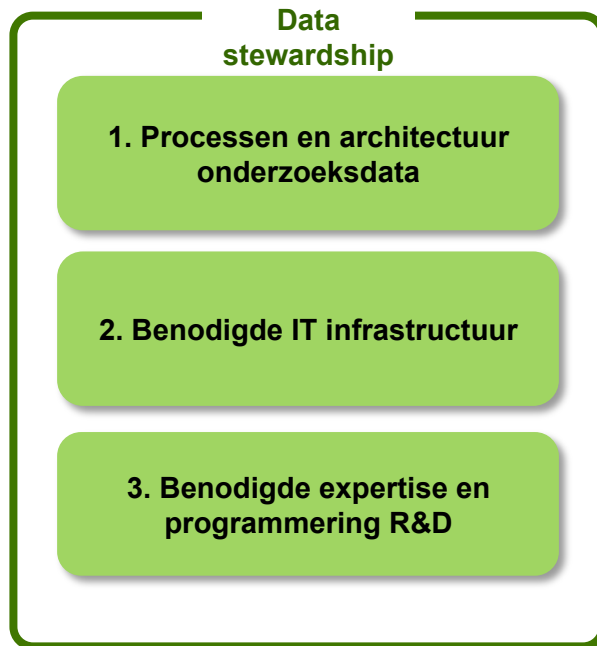 Data
stewardship
1. Processen en architectuur
onderzoeksdata
2. Benodigde IT infrastructuur
3. Benodigde expertise en
programmering R&D